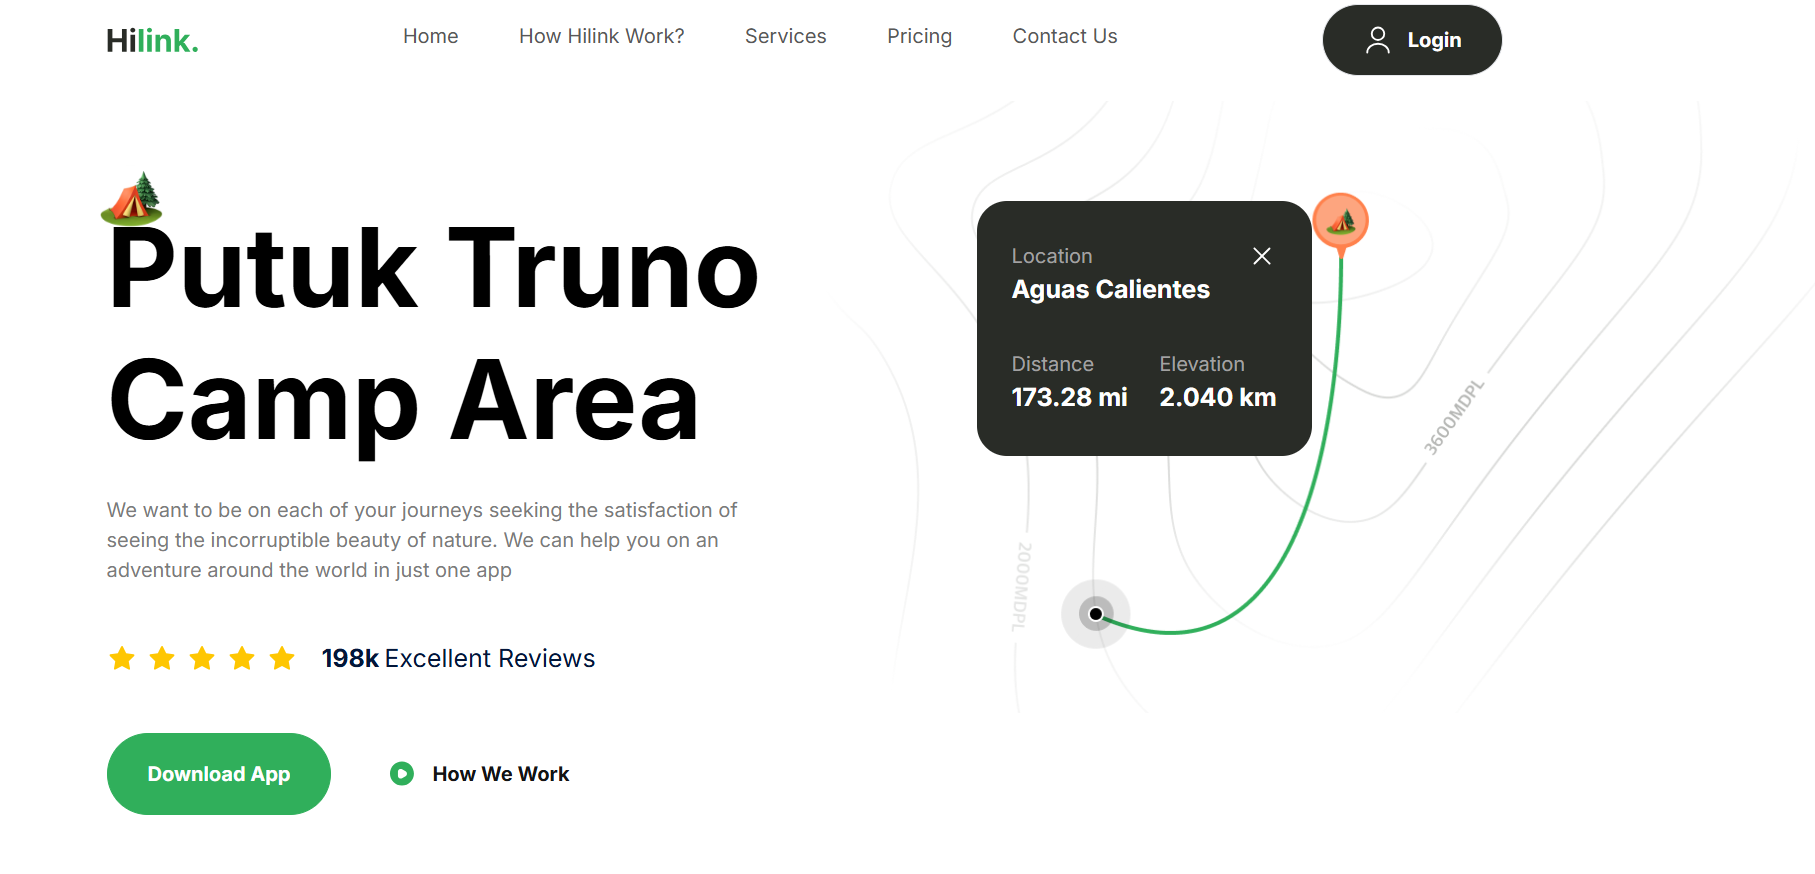 Hilink.
Home How Hilink Work? Services Pricing Contact Us
Login
Putuk Truno
Camp Area
We want to be on each of your journeys seeking the satisfaction of
seeing the incorruptible beauty of nature. We can help you on an
adventure around the world in just one app
198k Excellent Reviews
Download App
How We Work
Location
Aguas Calientes
Distance Elevation
173.28 mi 2.040 km
3600MDPL
2000MDPL